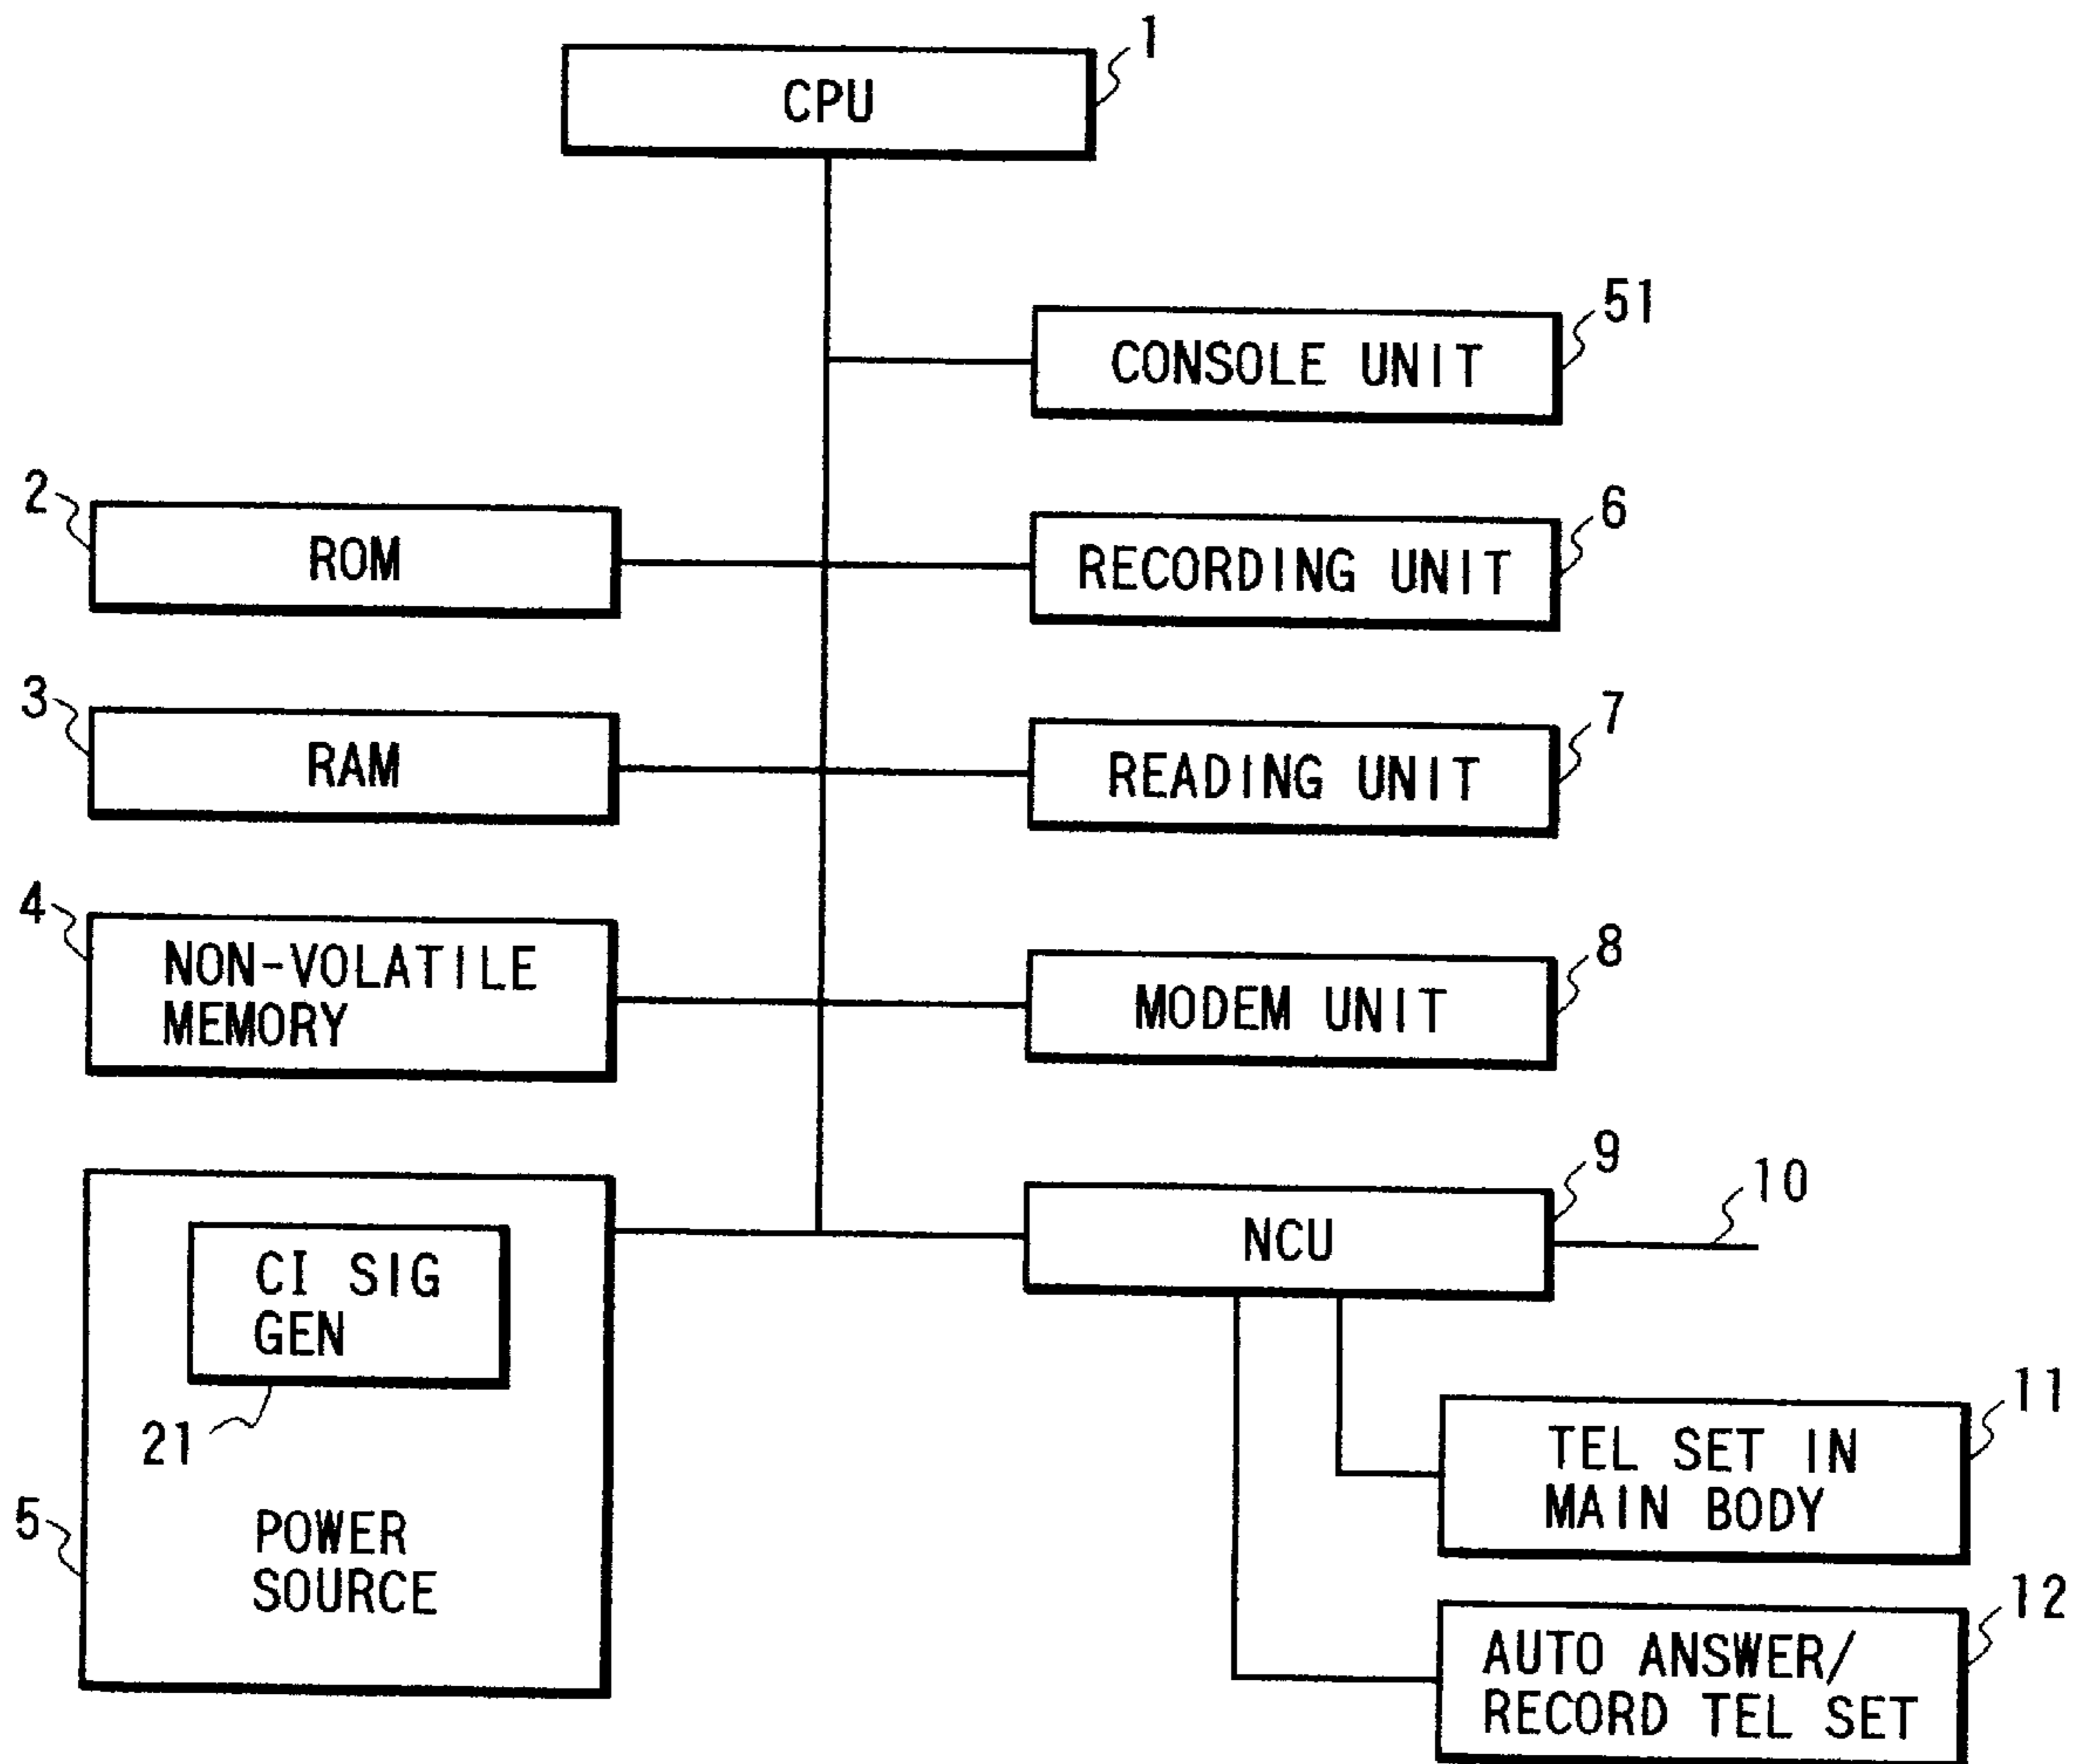 1
CPU
51
CONSOLE UNIT
2
ROM
6
RECORDING UNIT
3
RAM
7
READING UNIT
4
NON-VOLATILE
MEMORY
8
MODEM UNIT
9
NCU
10
CI SIG
GEN
21
5
POWER
SOURCE
11
TEL SET IN
MAIN BODY
12
AUTO ANSWER/
RECORD TEL SET